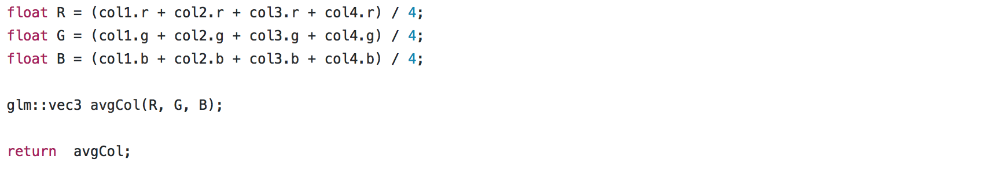 float R = (col1.r + col2.r + col3.r + col4.r) / 4;
float G = (col1.g + col2.g + col3.g + col4.g) / 4;
float B = (col1.b + col2.b + col3.b + col4.b) / 4;
glm::vec3 avgCol(R, G, B);
return  avgCol;